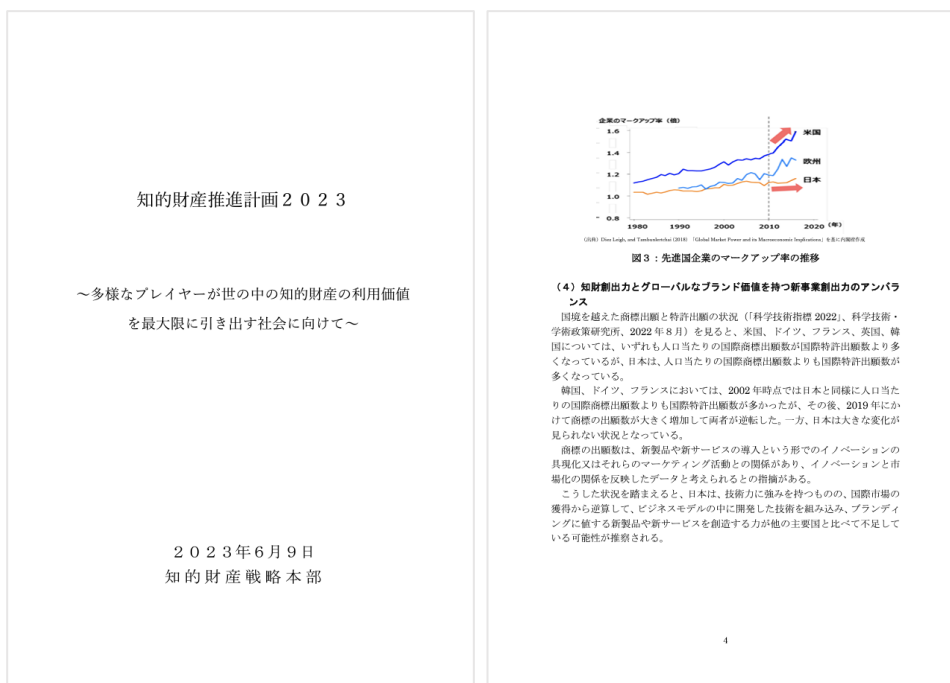 知的財産推進計画２０２３
～多様なプレイヤーが世の中の知的財産の利用価値
を最大限に引き出す社会に向けて～
２０２３年６月９日
知的財産戦略本部
企業のマークアップ率（倍）
1.6
1.4
1.2
1.0
0.8
米国
欧州
日本
1980 1990 2000 2010 2020 (年)
（出典）Diez Leigh, and Tambunlertchai (2018) 「Global Market Power and its Macroeconomic Implications」を基に内閣府作成
図３：先進国企業のマークアップ率の推移
（４）知財創出力とグローバルなブランド価値を持つ新事業創出力のアンバラ
ンス
国境を越えた商標出願と特許出願の状況（「科学技術指標 2022」、科学技術・
学術政策研究所、2022 年８月）を見ると、米国、ドイツ、フランス、英国、韓
国については、いずれも人口当たりの国際商標出願数が国際特許出願数より多
くなっているが、日本は、人口当たりの国際商標出願数よりも国際特許出願数が
多くなっている。
韓国、ドイツ、フランスにおいては、2002 年時点では日本と同様に人口当た
りの国際商標出願数よりも国際特許出願数が多かったが、その後、2019 年にか
けて商標の出願数が大きく増加して両者が逆転した。一方、日本は大きな変化が
見られない状況となっている。
商標の出願数は、新製品や新サービスの導入という形でのイノベーションの
具現化又はそれらのマーケティング活動との関係があり、イノベーションと市
場化の関係を反映したデータと考えられるとの指摘がある。
こうした状況を踏まえると、日本は、技術力に強みを持つものの、国際市場の
獲得から逆算して、ビジネスモデルの中に開発した技術を組み込み、ブランディ
ングに値する新製品や新サービスを創造する力が他の主要国と比べて不足して
いる可能性が推察される。
4